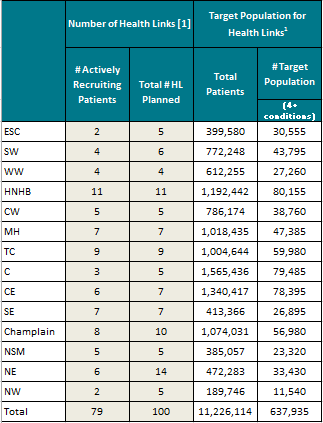 Number of Health Links [1] Target Population for Health Links¹
# Actively Recruiting Patients Total # HL Planned Total Patients # Target Population
(4+ conditions)
ESC 2 5 399,580 30,555
SW 4 6 772,248 43,795
WW 4 4 612,255 27,260
HNHB 11 11 1,192,442 80,155
CW 5 5 786,174 38,760
MH 7 7 1,018,435 47,385
TC 9 9 1,004,644 59,980
C 3 5 1,565,436 79,485
CE 6 7 1,340,417 78,395
SE 7 7 413,366 26,895
Champlain 8 10 1,074,031 56,980
NSM 5 5 385,057 23,320
NE 6 14 472,283 33,430
NW 2 5 189,746 11,540
Total 79 100 11,226,114 637,935